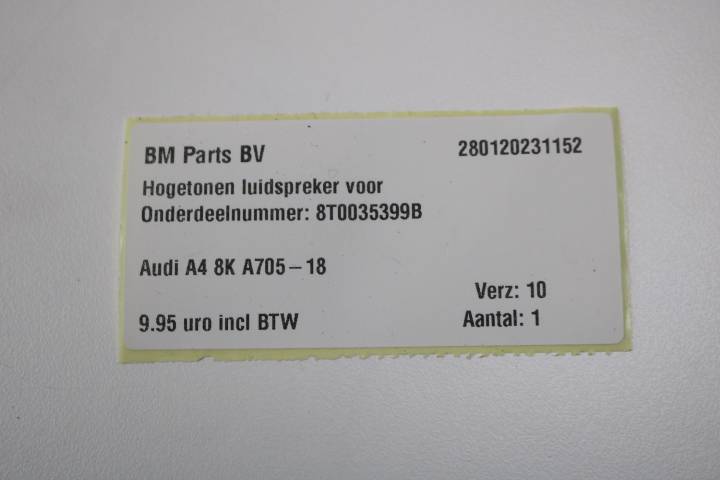 BM Parts BV 280120231152
Hogetonen luidspreker voor
Onderdeelnummer: 8T0035399B
Audi A4 8K A705-18
Verz: 10
9.95 uro incl BTW Aantal: 1